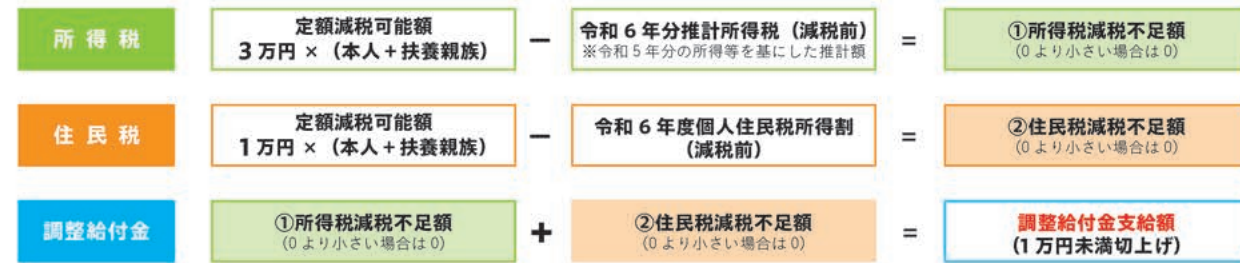 所得税
定額減税可能額
3万円 ×（本人＋扶養親族）
－
令和6年分推計所得税（減税前）
※令和5年分の所得等を基にした推計額
＝
①所得税減税不足額
(0より小さい場合は0)
住民税
定額減税可能額
1万円 ×（本人＋扶養親族）
－
令和6年度個人住民税所得割
(減税前)
＝
②住民税減税不足額
(0より小さい場合は0)
調整給付金
①所得税減税不足額
(0より小さい場合は0)
＋
②住民税減税不足額
(0より小さい場合は0)
＝
調整給付金支給額
(1万円未満切上げ)